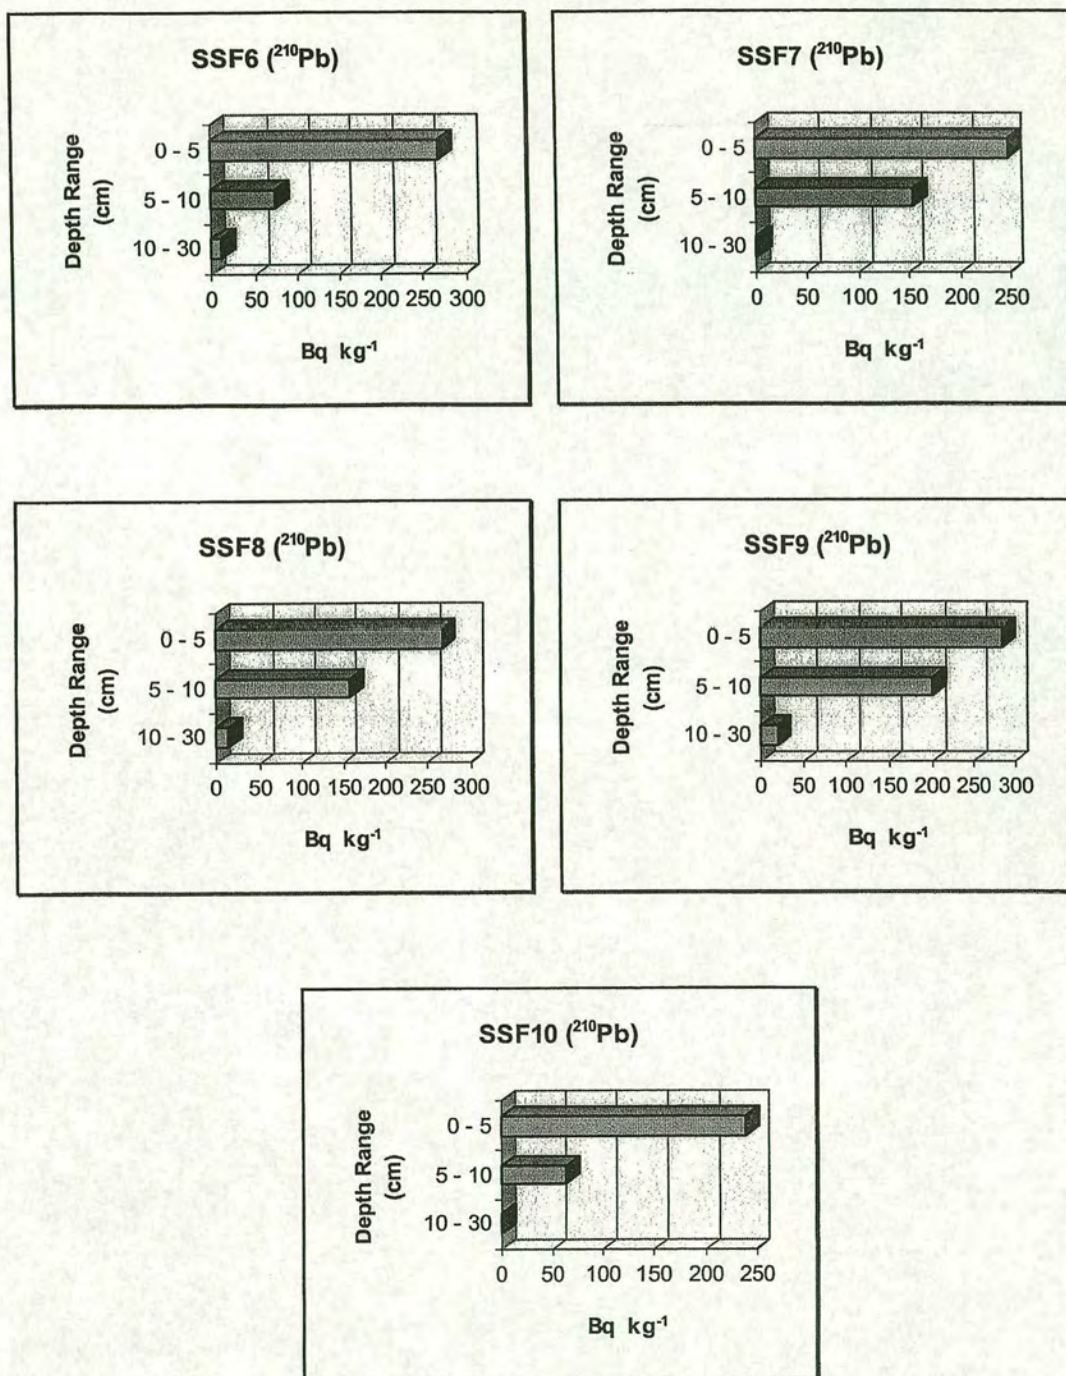 SSF6 (²¹⁰Pb)
Depth Range
(cm)
0 - 5
5 - 10
10 - 30
0 50 100 150 200 250 300
Bq kg⁻¹
SSF7 (²¹⁰Pb)
Depth Range
(cm)
0 - 5
5 - 10
10 - 30
0 50 100 150 200 250
Bq kg⁻¹
SSF8 (²¹⁰Pb)
Depth Range
(cm)
0 - 5
5 - 10
10 - 30
0 50 100 150 200 250 300
Bq kg⁻¹
SSF9 (²¹⁰Pb)
Depth Range
(cm)
0 - 5
5 - 10
10 - 30
0 50 100 150 200 250 300
Bq kg⁻¹
SSF10 (²¹⁰Pb)
Depth Range
(cm)
0 - 5
5 - 10
10 - 30
0 50 100 150 200 250
Bq kg⁻¹